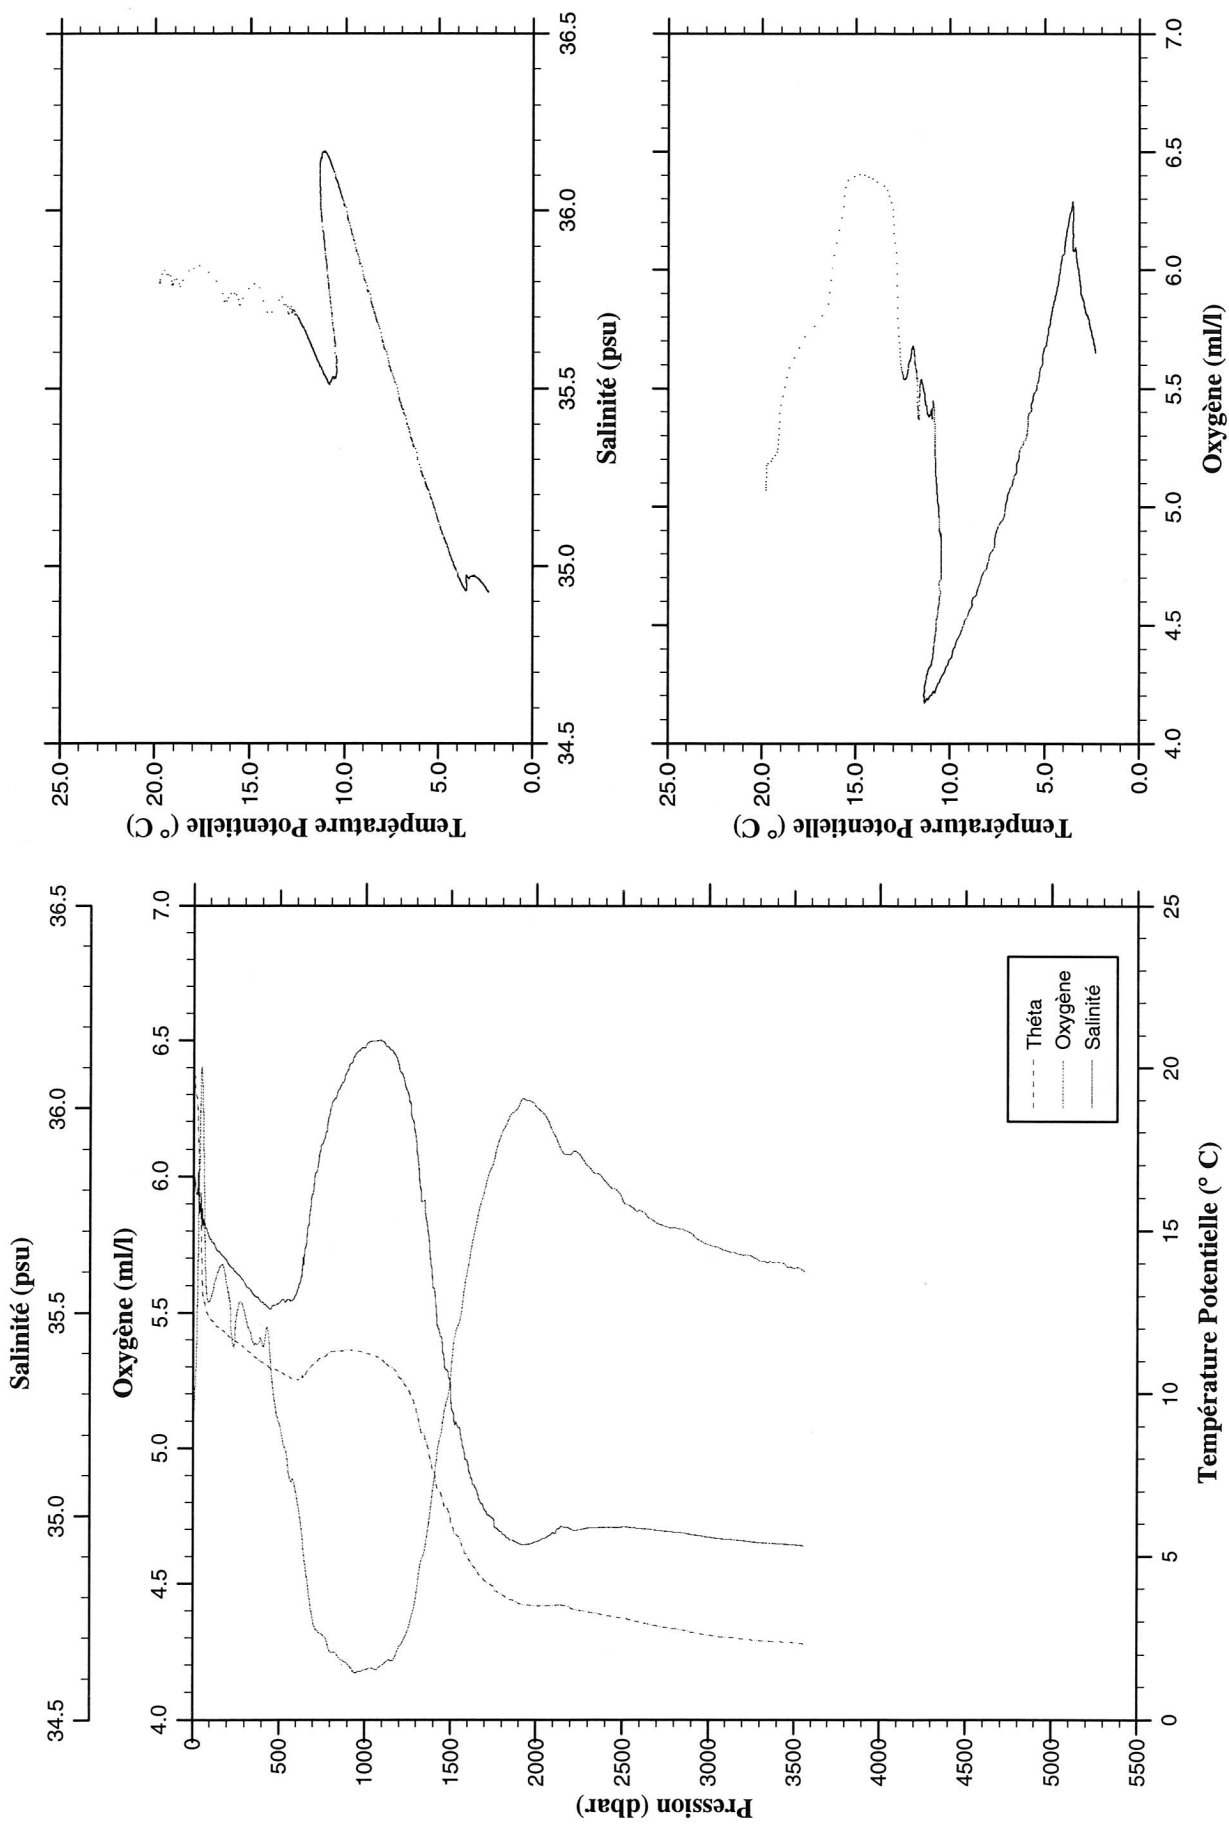 Salinité (psu)
34.5 35.0 35.5 36.0 36.5
Oxygène (ml/l)
4.0 4.5 5.0 5.5 6.0 6.5 7.0
Pression (dbar)
0
500
1000
1500
2000
2500
3000
3500
4000
4500
5000
5500
Théta
Oxygène
Salinité
0 5 10 15 20 25
Température Potentielle (° C)
Température Potentielle (° C)
25.0
20.0
15.0
10.0
5.0
0.0
34.5 35.0 35.5 36.0 36.5
Salinité (psu)
Température Potentielle (° C)
25.0
20.0
15.0
10.0
5.0
0.0
4.0 4.5 5.0 5.5 6.0 6.5 7.0
Oxygène (ml/l)